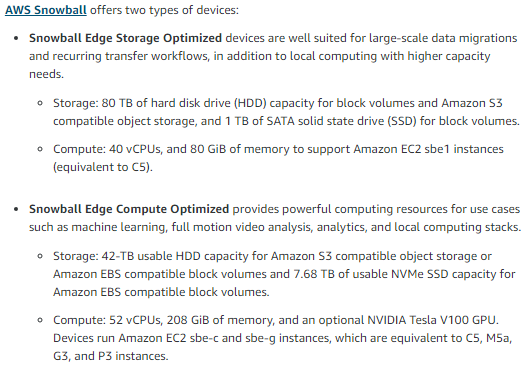 AWS Snowball offers two types of devices:
• Snowball Edge Storage Optimized devices are well suited for large-scale data migrations
and recurring transfer workflows, in addition to local computing with higher capacity
needs.
◦ Storage: 80 TB of hard disk drive (HDD) capacity for block volumes and Amazon S3
compatible object storage, and 1 TB of SATA solid state drive (SSD) for block volumes.
◦ Compute: 40 vCPUs, and 80 GiB of memory to support Amazon EC2 sbe1 instances
(equivalent to C5).
• Snowball Edge Compute Optimized provides powerful computing resources for use cases
such as machine learning, full motion video analysis, analytics, and local computing stacks.
◦ Storage: 42-TB usable HDD capacity for Amazon S3 compatible object storage or
Amazon EBS compatible block volumes and 7.68 TB of usable NVMe SSD capacity for
Amazon EBS compatible block volumes.
◦ Compute: 52 vCPUs, 208 GiB of memory, and an optional NVIDIA Tesla V100 GPU.
Devices run Amazon EC2 sbe-c and sbe-g instances, which are equivalent to C5, M5a,
G3, and P3 instances.